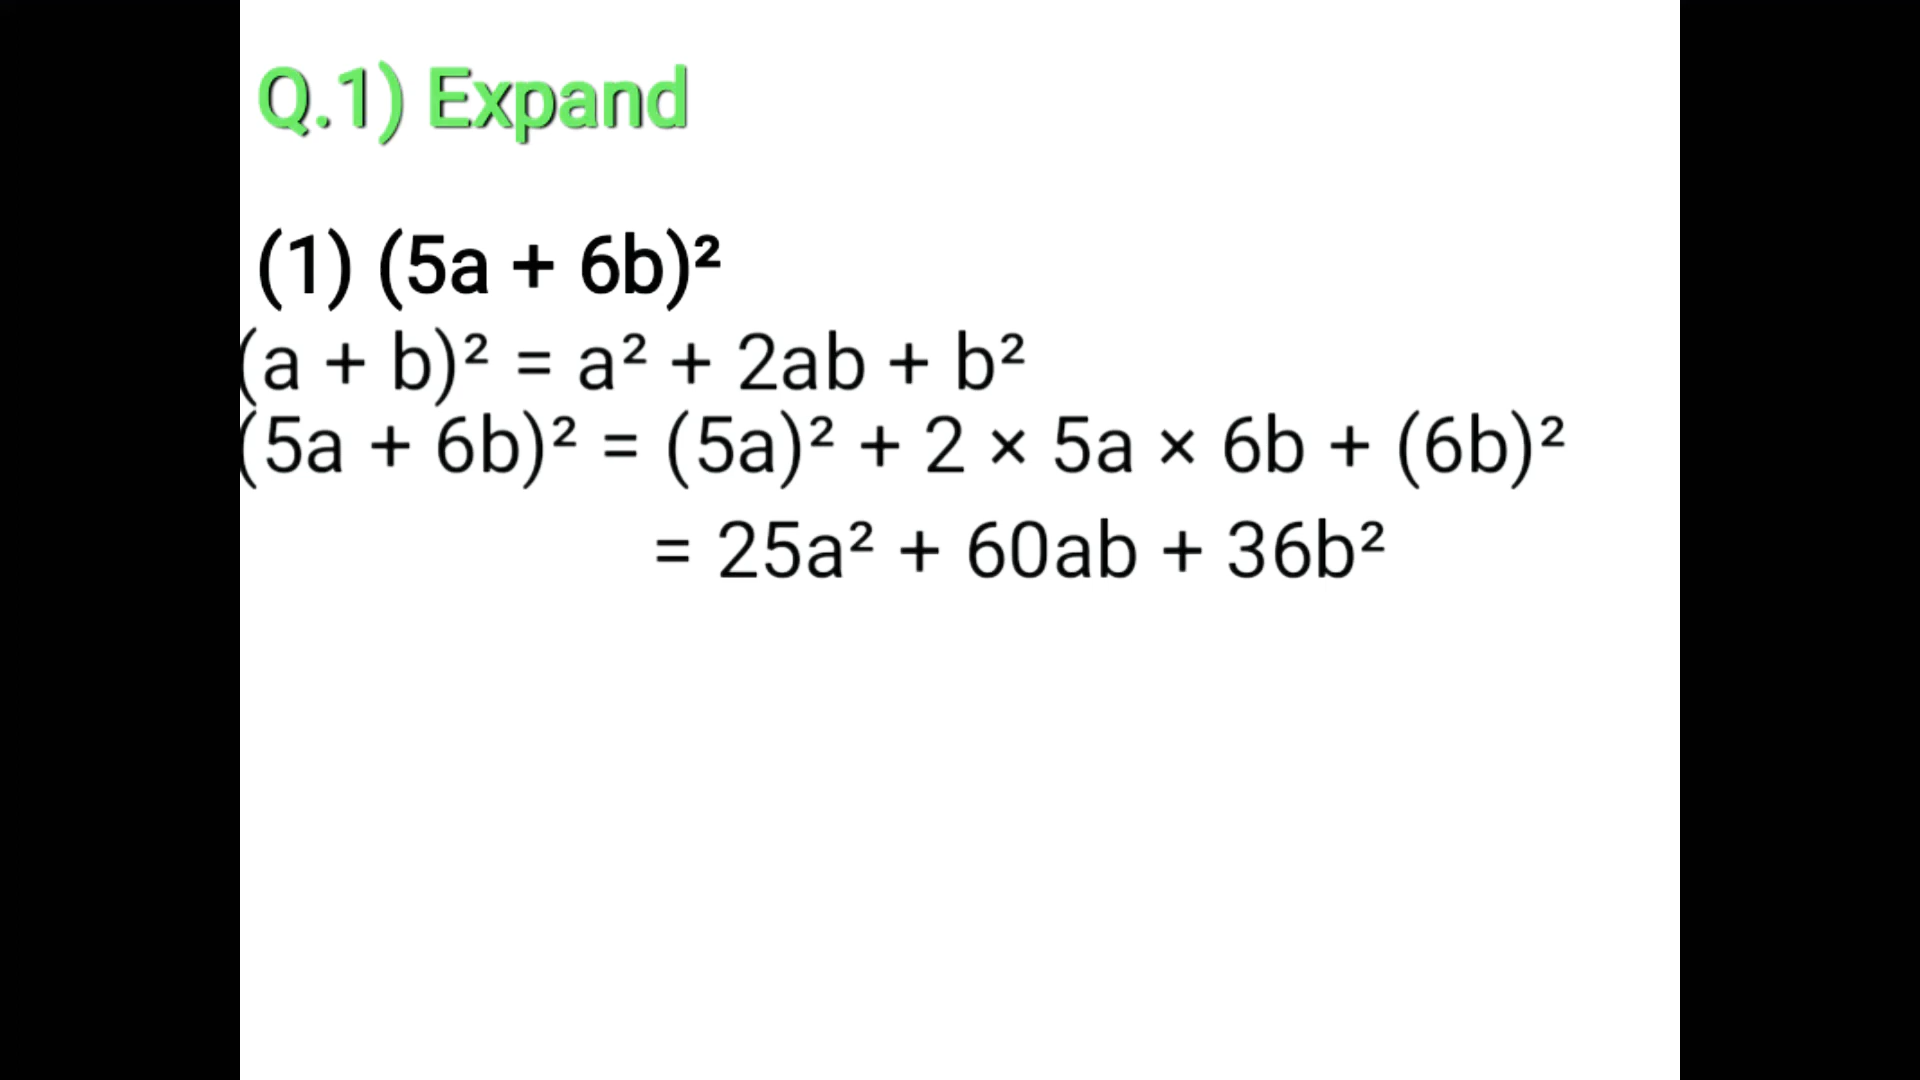 Q.1) Expand
(1) (5a + 6b)²
(a + b)² = a² + 2ab + b²
(5a + 6b)² = (5a)² + 2 × 5a × 6b + (6b)²
= 25a² + 60ab + 36b²